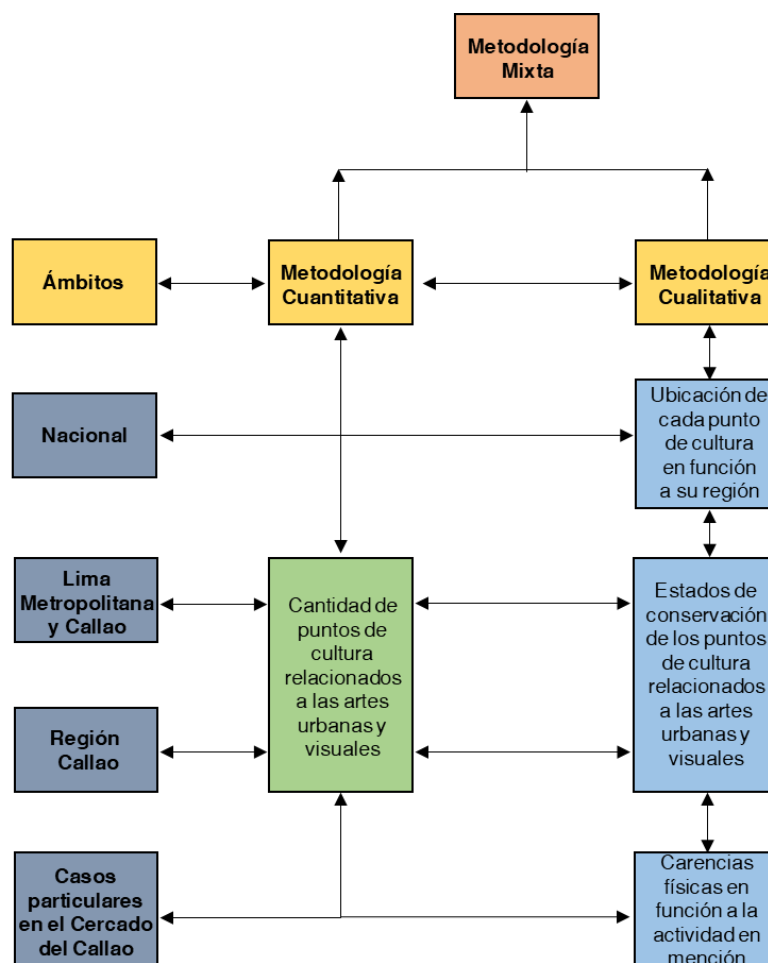 Metodología
Mixta
Ámbitos
Metodología
Cuantitativa
Metodología
Cualitativa
Nacional
Ubicación de
cada punto
de cultura
en función
a su región
Lima
Metropolitana
y Callao
Cantidad de
puntos de
cultura
relacionados
a las artes
urbanas y
visuales
Estados de
conservación
de los puntos
de cultura
relacionados
a las artes
urbanas y
visuales
Región
Callao
Casos
particulares
en el Cercado
del Callao
Carencias
físicas en
función a la
actividad en
mención